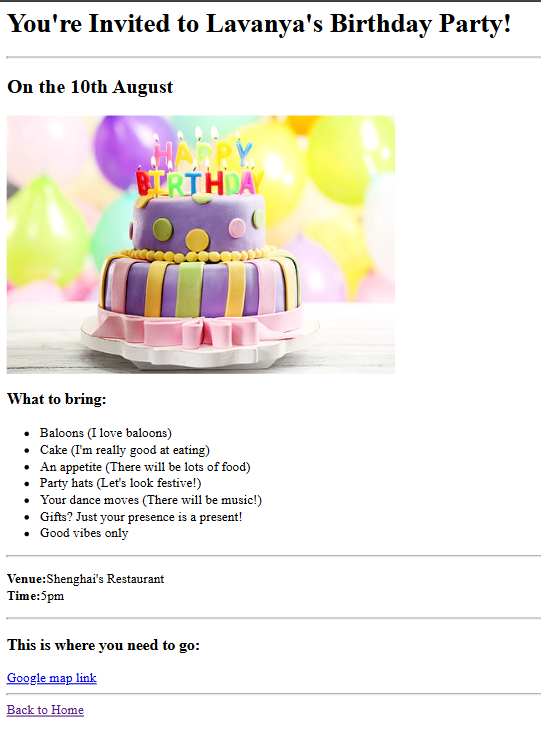 You're Invited to Lavanya's Birthday Party!
On the 10th August
HAPPY
BIRTHDAY
What to bring:
Baloons (I love baloons)
Cake (I'm really good at eating)
An appetite (There will be lots of food)
Party hats (Let's look festive!)
Your dance moves (There will be music!)
Gifts? Just your presence is a present!
Good vibes only
Venue:Shenghai's Restaurant
Time:5pm
This is where you need to go:
Google map link
Back to Home